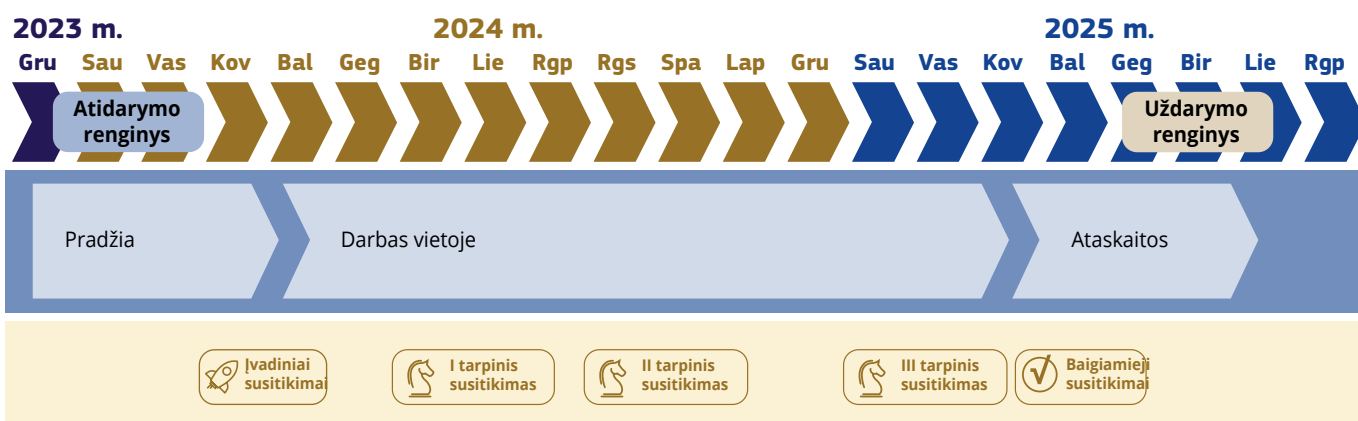 2023 m. 2024 m. 2025 m.
Gru Sau Vas Kov Bal Geg Bir Lie Rgp Rgs Spa Lap Gru Sau Vas Kov Bal Geg Bir Lie Rgp
Atidarymo
renginys
Uždarymo
renginys
Pradžia
Darbas vietoje
Ataskaitos
Įvadiniai
susitikimai
I tarpinis
susitikimas
II tarpinis
susitikimas
III tarpinis
susitikimas
Baigiamieji
susitikimai